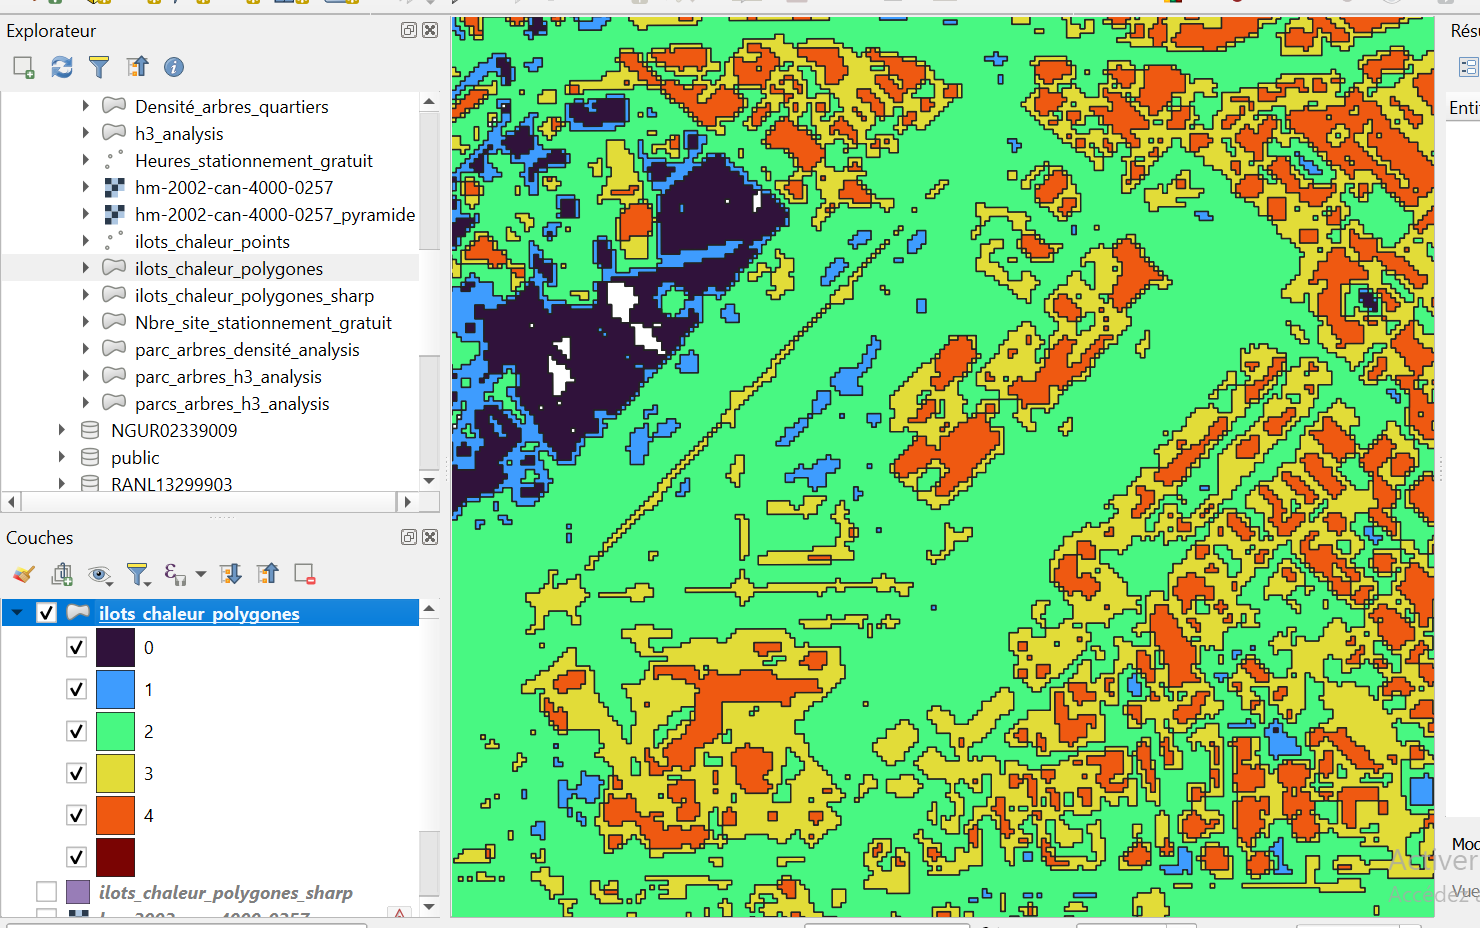 Explorateur
Densité_arbres_quartiers
h3_analysis
Heures_stationnement_gratuit
hm-2002-can-4000-0257
hm-2002-can-4000-0257_pyramide
ilots_chaleur_points
ilots_chaleur_polygones
ilots_chaleur_polygones_sharp
Nbre_site_stationnement_gratuit
parc_arbres_densité_analysis
parc_arbres_h3_analysis
parcs_arbres_h3_analysis
NGUR02339009
public
RANL13299903
Couches
ilots_chaleur_polygones
0
1
2
3
4
ilots_chaleur_polygones_sharp
Résu
Enti
Mod
Activer
Vue
Accédez à